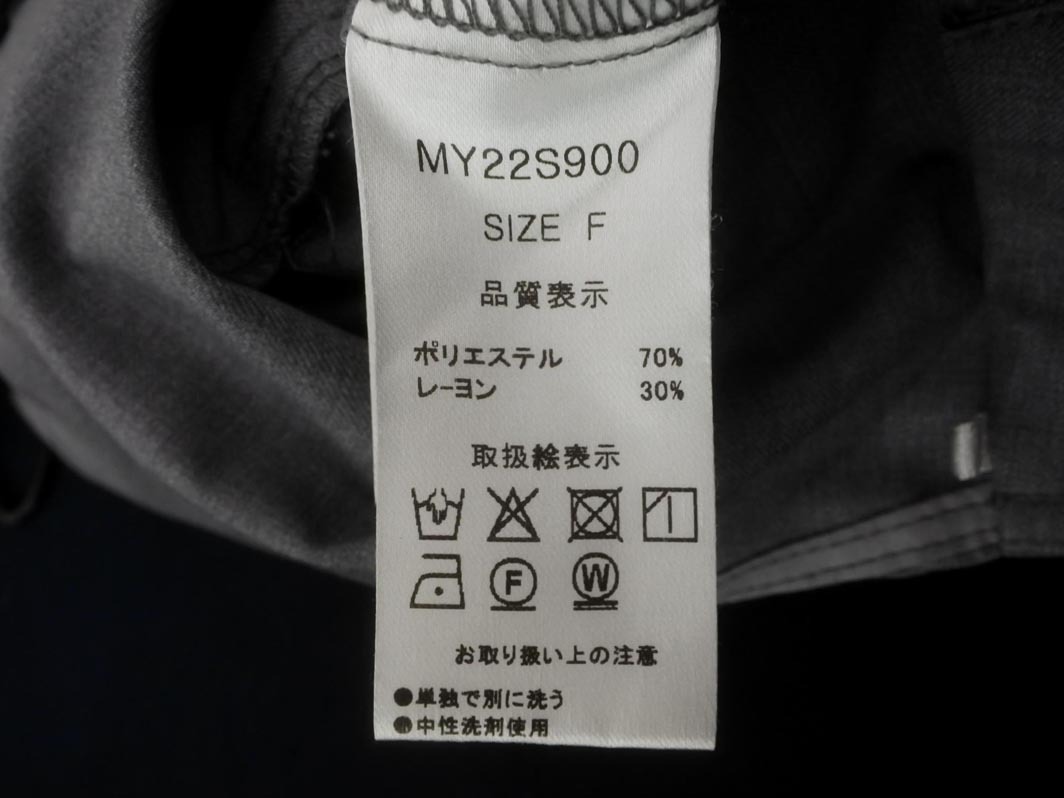 MY22S900
SIZE F
品質表示
ポリエステル 70%
レーヨン 30%
取扱絵表示
F W
お取り扱い上の注意
●単独で別に洗う
●中性洗剤使用